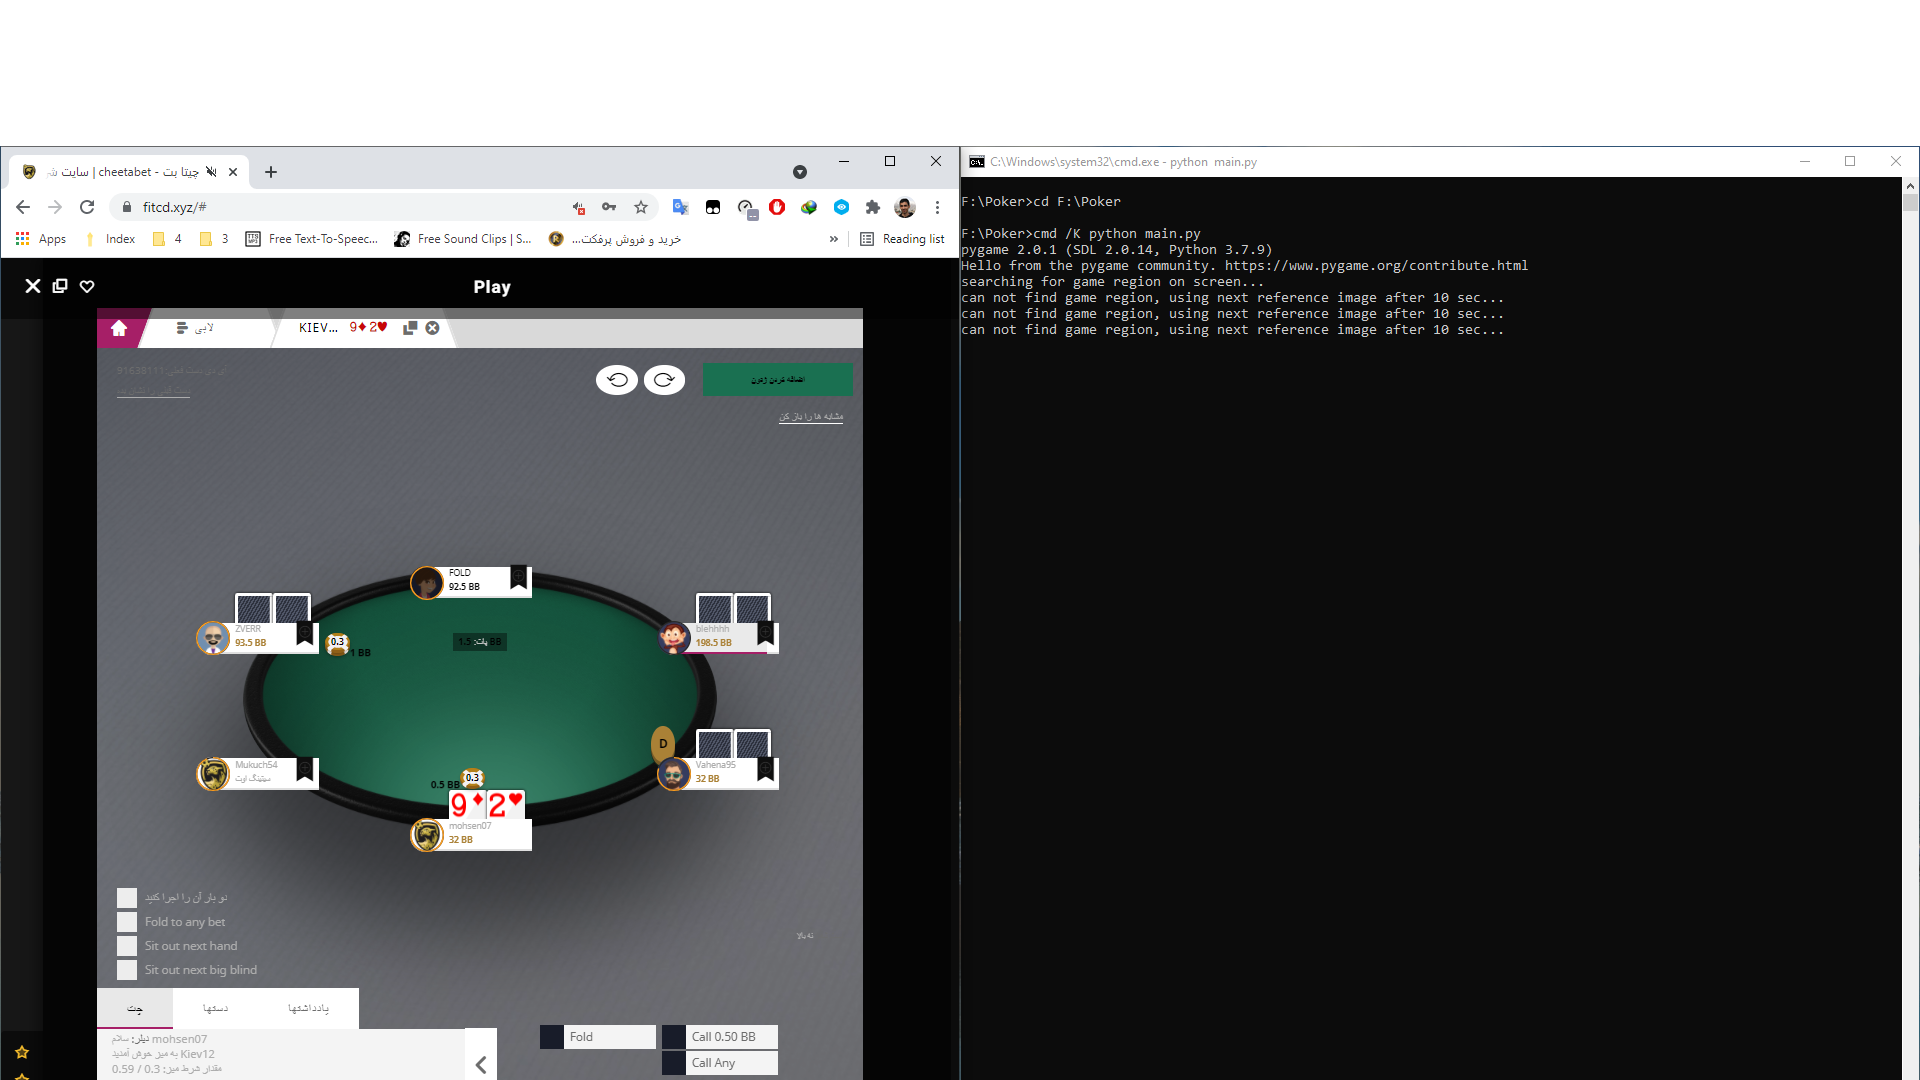 چیتا بت - cheetabet | سایت ش
fitcd.xyz/#
Apps
Index
4
3
Free Text-To-Speec...
Free Sound Clips | S...
خرید و فروش پرفکت...
»
Reading list
Play
لابی
KIEV... 9♦2♥
91638111
اضافه کردن ژتون
مشابه ها را باز کن
FOLD
92.5 BB
ZVERR
93.5 BB
0.3
1 BB
پات: 1.5 BB
blehhhh
198.5 BB
D
Mukuch54
سیتینگ اوت
Vahena95
32 BB
0.5 BB
0.3
9♦ 2♥
mohsen07
32 BB
دو بار آن را اجرا کنید
Fold to any bet
Sit out next hand
Sit out next big blind
ته بالا
چت
دستها
یادداشتها
دیلر: سلام mohsen07
به میز خوش آمدید Kiev12
مقدار شرط میز: 0.3 / 0.59
Fold
Call 0.50 BB
Call Any
C:\Windows\system32\cmd.exe - python  main.py
F:\Poker>cd F:\Poker
F:\Poker>cmd /K python main.py
pygame 2.0.1 (SDL 2.0.14, Python 3.7.9)
Hello from the pygame community. https://www.pygame.org/contribute.html
searching for game region on screen...
can not find game region, using next reference image after 10 sec...
can not find game region, using next reference image after 10 sec...
can not find game region, using next reference image after 10 sec...